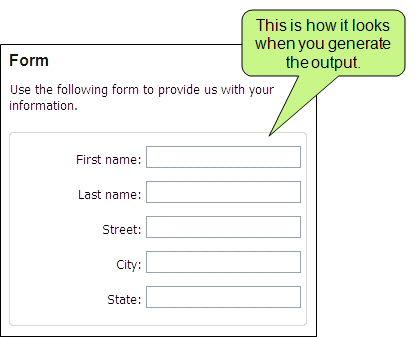 This is how it looks
when you generate
the output.
Form
Use the following form to provide us with your
information.
First name:
Last name:
Street:
City:
State: